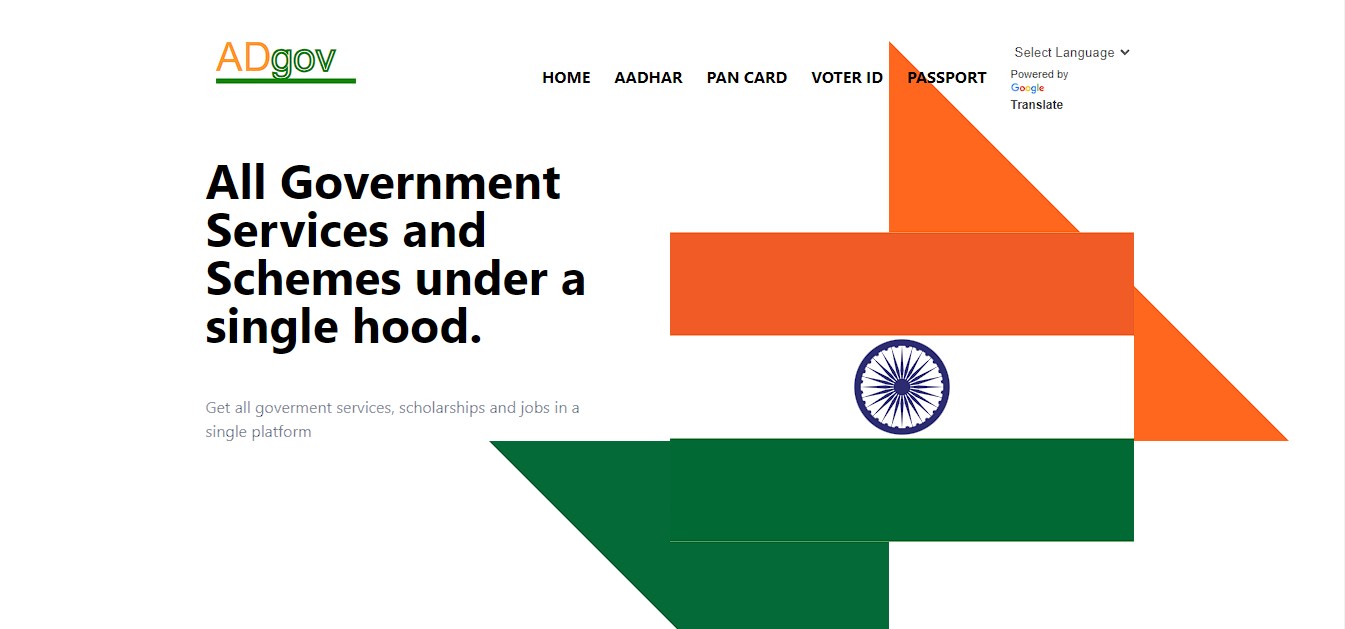 ADgov
HOME AADHAR PAN CARD VOTER ID PASSPORT
Select Language
Powered by
Google
Translate
All Government
Services and
Schemes under a
single hood.
Get all goverment services, scholarships and jobs in a
single platform